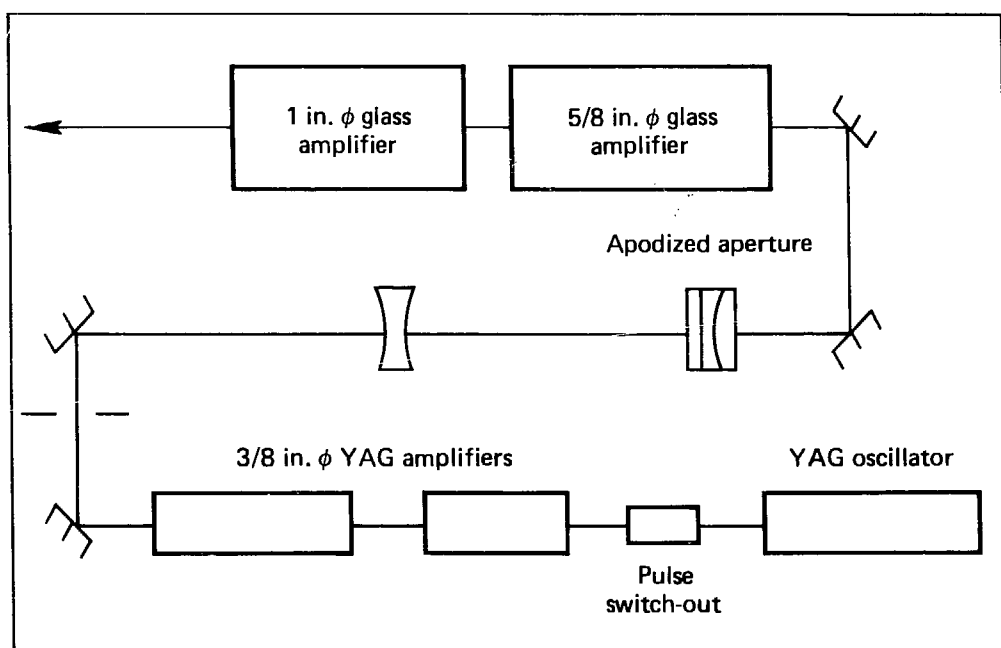 1 in. ϕ glass
amplifier
5/8 in. ϕ glass
amplifier
Apodized aperture
3/8 in. ϕ YAG amplifiers
YAG oscillator
Pulse
switch-out